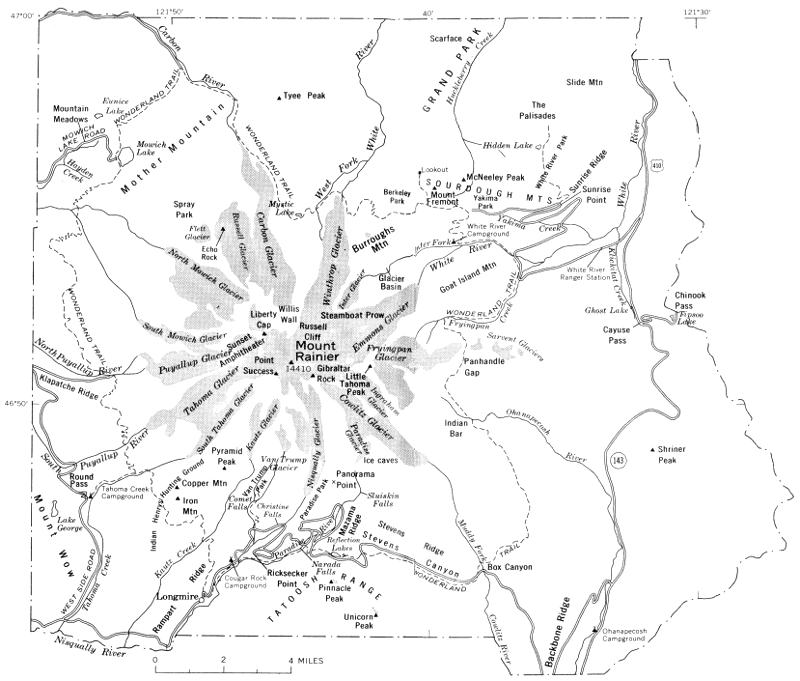 47°00'
121°50'
40'
121°30'
Carbon
River
River
Scarface
GRAND PARK
Huckleberry
Creek
Slide Mtn
Tyee Peak
The
Palisades
Eunice
Lake
WONDERLAND TRAIL
Mountain
Meadows
MOWICH
LAKE ROAD
Mowich
Lake
Hayden
Creek
Mother Mountain
WONDERLAND TRAIL
West Fork White
Hidden Lake
White River Park
River
410
Lookout
McNeeley Peak
Sunrise Ridge
SOURDOUGH MTS
Berkeley
Park
Mount
Fremont
Yakima
Park
Sunrise
Point
White
Mystic
Lake
Spray
Park
Flett
Glacier
Russell Glacier
Carbon Glacier
Winthrop Glacier
Echo
Rock
Burroughs
Mtn
Yakima
Creek
White River
Campground
Inter Fork
White River
Inter Glacier
Glacier
Basin
Goat Island Mtn
White River
Ranger Station
Klickitat Creek
North Mowich Glacier
WONDERLAND TRAIL
Ghost Lake
Chinook
Pass
Tipsoo
Lake
Cayuse
Pass
WONDERLAND TRAIL
Creek
Fryingpan
Sarvent Glaciers
Liberty
Cap
Willis
Wall
Steamboat Prow
Russell
Cliff
Emmons Glacier
South Mowich Glacier
Sunset
Amphitheater
Mount
Rainier
14410
Fryingpan
Glacier
Panhandle
Gap
North Puyallup River
Puyallup Glacier
Point
Success
Gibraltar
Rock
Little
Tahoma
Peak
Klapatche Ridge
Tahoma Glacier
Ingraham
Glacier
Cowlitz Glacier
46°50'
South Tahoma Glacier
Kautz Glacier
Nisqually Glacier
Paradise
Glacier
Indian
Bar
Ohanapecosh
River
143
Shriner
Peak
South
Puyallup River
Pyramid
Peak
Van Trump
Glacier
Ice caves
Round
Pass
Tahoma Creek
Campground
Indian Henrys Hunting Ground
Copper Mtn
Iron
Mtn
Comet
Falls
Van Trump
Park
Christine
Falls
Paradise Park
Panorama
Point
Sluiskin
Falls
Mazama
Ridge
Lake
George
Mount Wow
Kautz Creek
Paradise
River
Reflection
Lakes
Stevens
Ridge
Stevens
Canyon
Muddy Fork
TRAIL
WEST SIDE ROAD
Tahoma Creek
Rampart
Ridge
Cougar Rock
Campground
Ricksecker
Point
Narada
Falls
WONDERLAND
Box Canyon
Longmire
TATOOSH RANGE
Pinnacle
Peak
Unicorn
Peak
Nisqually River
Cowlitz River
Backbone Ridge
Ohanapecosh
Campground
0 2 4 MILES